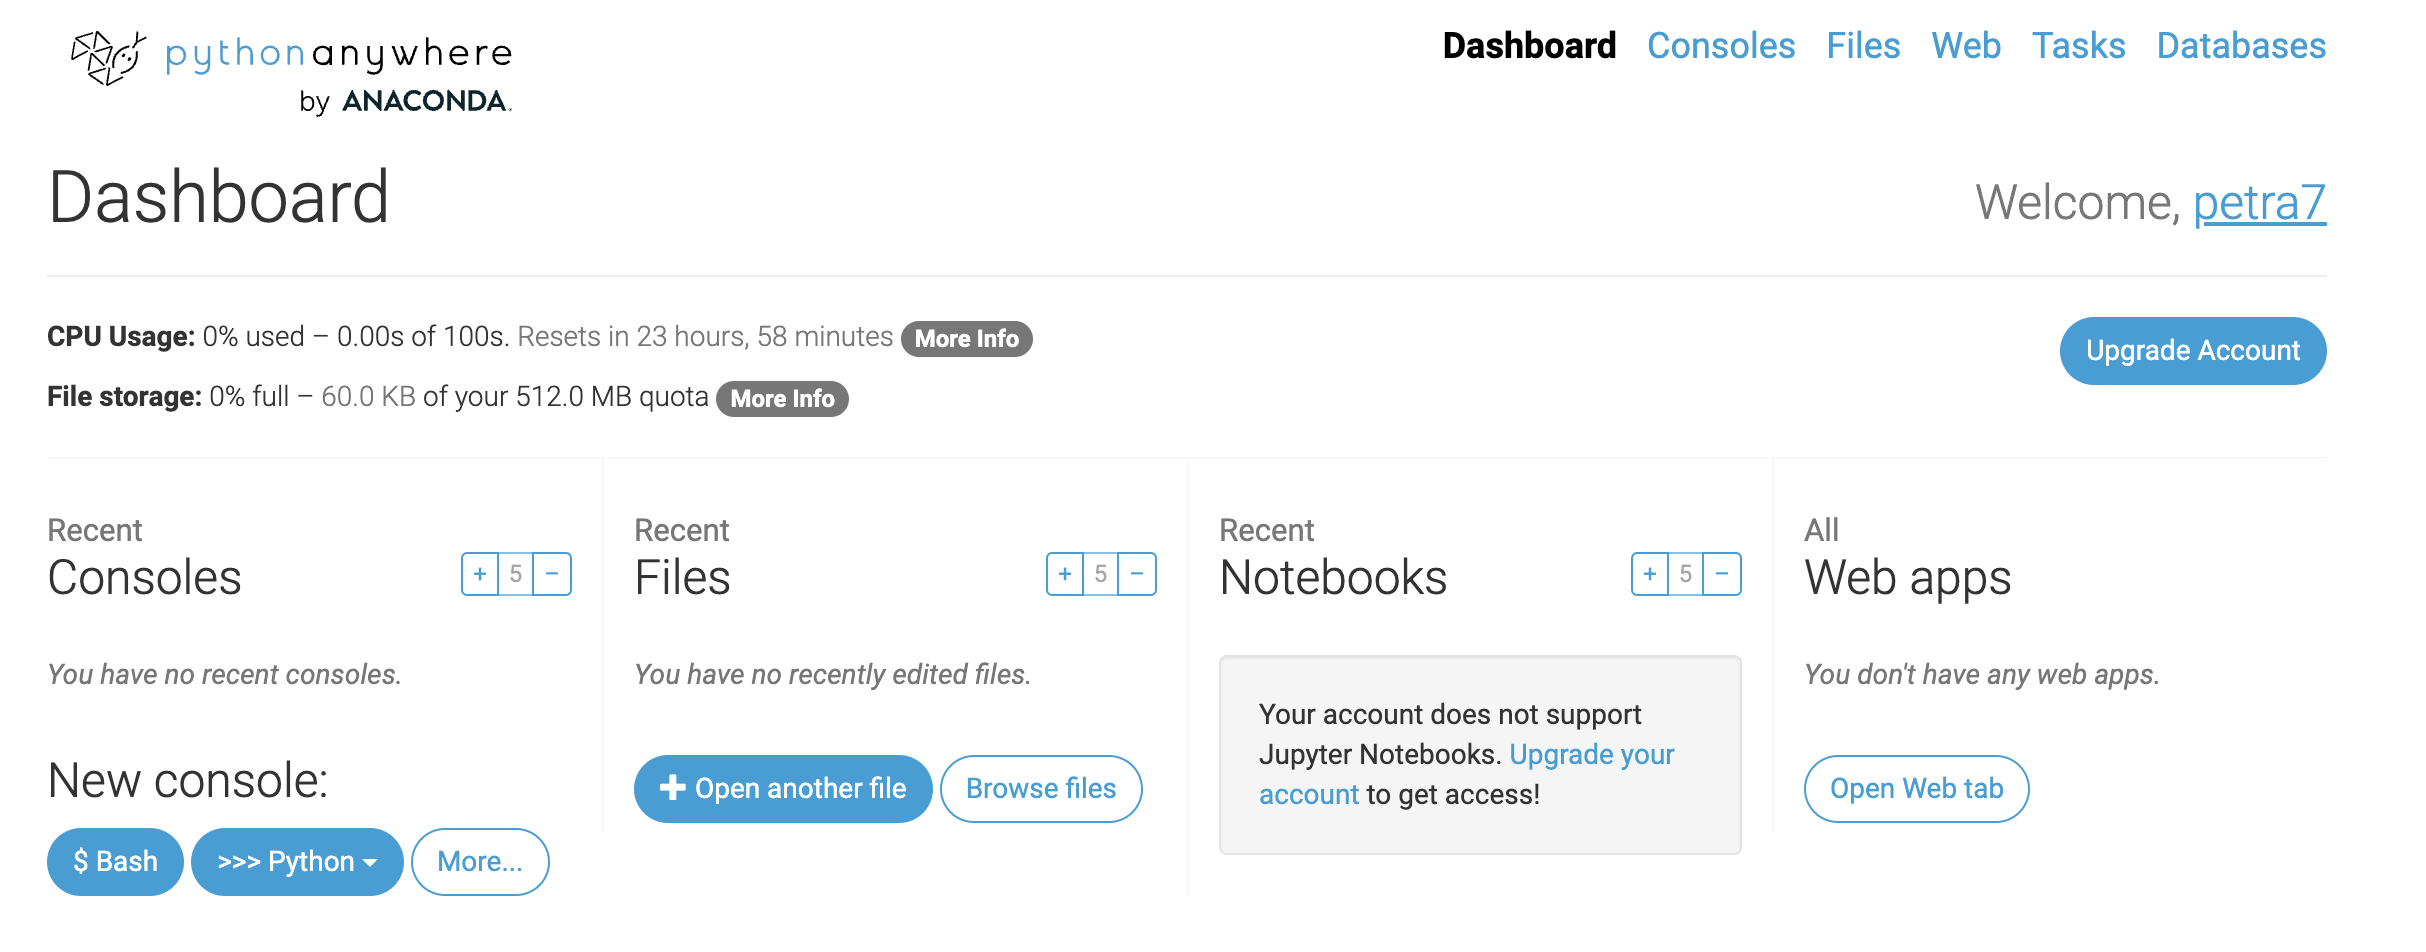 pythonanywhere
by ANACONDA.
Dashboard Consoles Files Web Tasks Databases
Dashboard
Welcome, petra7
CPU Usage: 0% used – 0.00s of 100s. Resets in 23 hours, 58 minutes More Info
File storage: 0% full – 60.0 KB of your 512.0 MB quota More Info
Upgrade Account
Recent
Consoles
+ 5 −
You have no recent consoles.
New console:
$ Bash >>> Python More...
Recent
Files
+ 5 −
You have no recently edited files.
+ Open another file Browse files
Recent
Notebooks
+ 5 −
Your account does not support
Jupyter Notebooks. Upgrade your
account to get access!
All
Web apps
You don't have any web apps.
Open Web tab